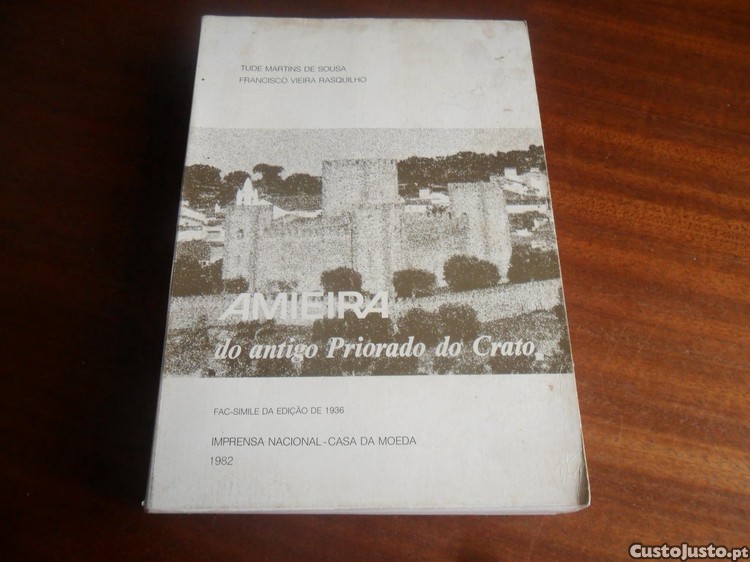 TUDE MARTINS DE SOUSA
FRANCISCO VIEIRA RASQUILHO
AMIEIRA
do antigo Priorado do Crato
FAC-SIMILE DA EDIÇÃO DE 1936
IMPRENSA NACIONAL-CASA DA MOEDA
1982
CustoJusto.pt